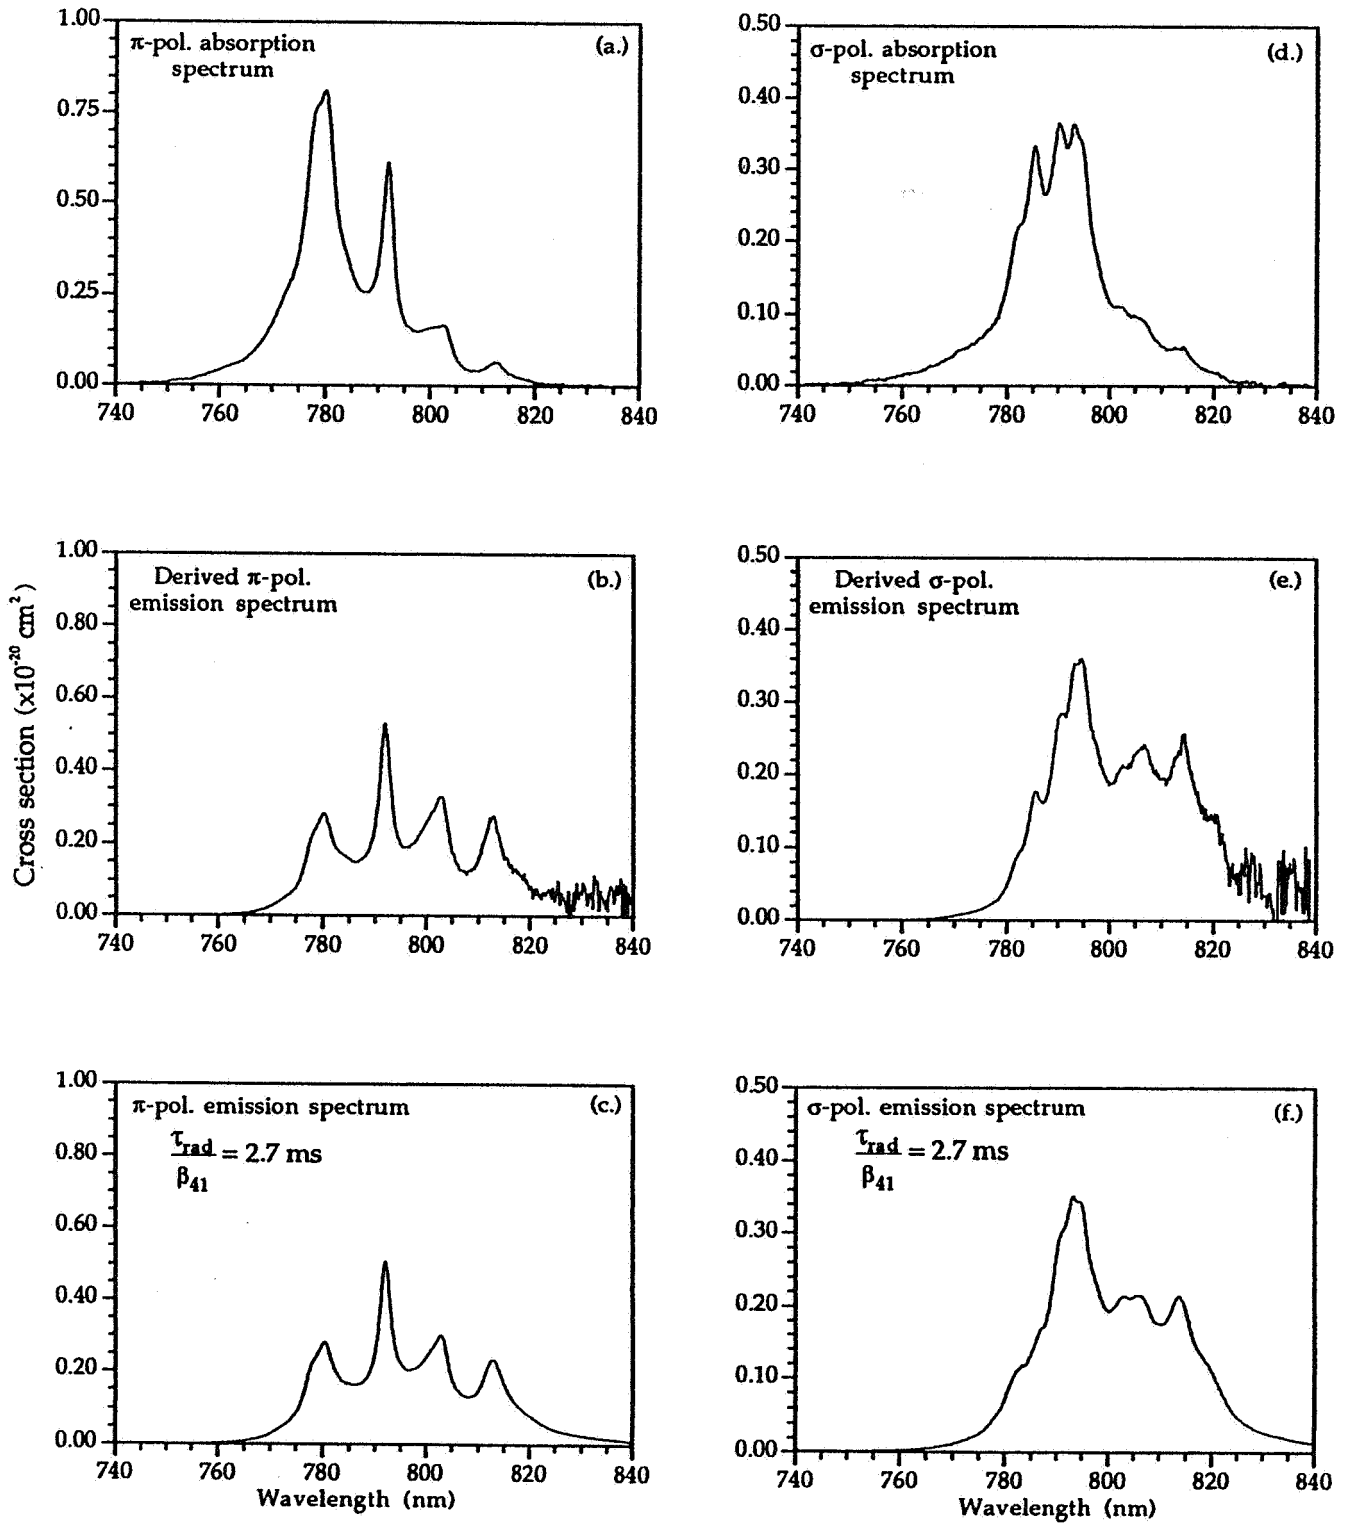 π-pol. absorption
spectrum
(a.)
1.00
0.75
0.50
0.25
0.00
740 760 780 800 820 840
σ-pol. absorption
spectrum
(d.)
0.50
0.40
0.30
0.20
0.10
0.00
740 760 780 800 820 840
Cross section (x10⁻²⁰ cm²)
Derived π-pol.
emission spectrum
(b.)
1.00
0.80
0.60
0.40
0.20
0.00
740 760 780 800 820 840
Derived σ-pol.
emission spectrum
(e.)
0.50
0.40
0.30
0.20
0.10
0.00
740 760 780 800 820 840
π-pol. emission spectrum
(c.)
τrad
β41
= 2.7 ms
1.00
0.80
0.60
0.40
0.20
0.00
740 760 780 800 820 840
Wavelength (nm)
σ-pol. emission spectrum
(f.)
τrad
β41
= 2.7 ms
0.50
0.40
0.30
0.20
0.10
0.00
740 760 780 800 820 840
Wavelength (nm)